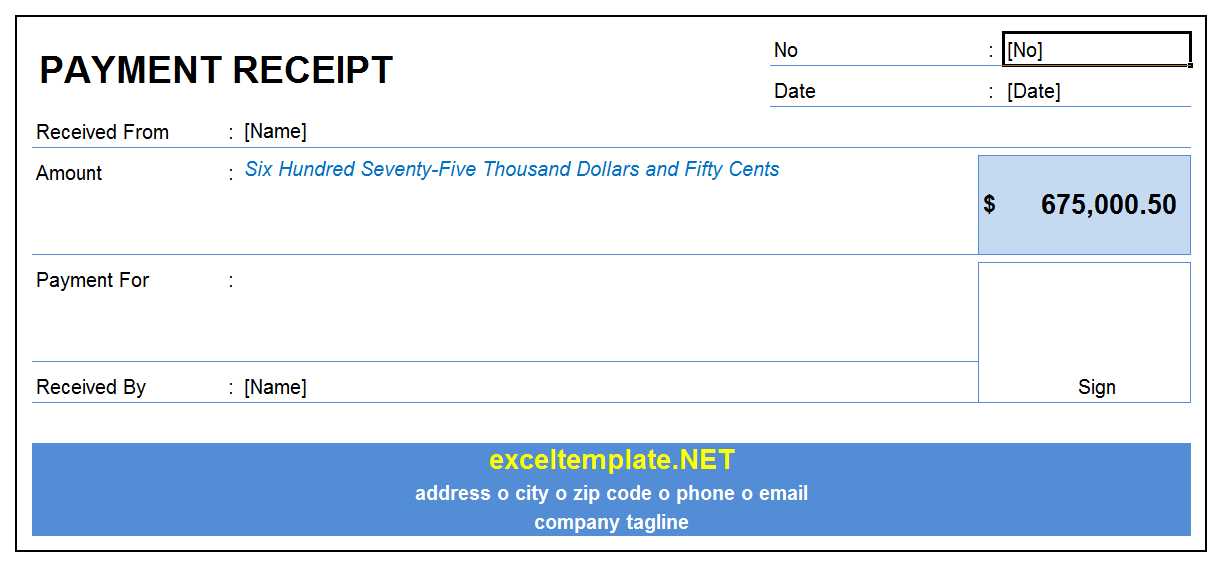 PAYMENT RECEIPT
No : [No]
Date : [Date]
Received From : [Name]
Amount : Six Hundred Seventy-Five Thousand Dollars and Fifty Cents
$ 675,000.50
Payment For :
Received By : [Name]
Sign
exceltemplate.NET
address o city o zip code o phone o email
company tagline